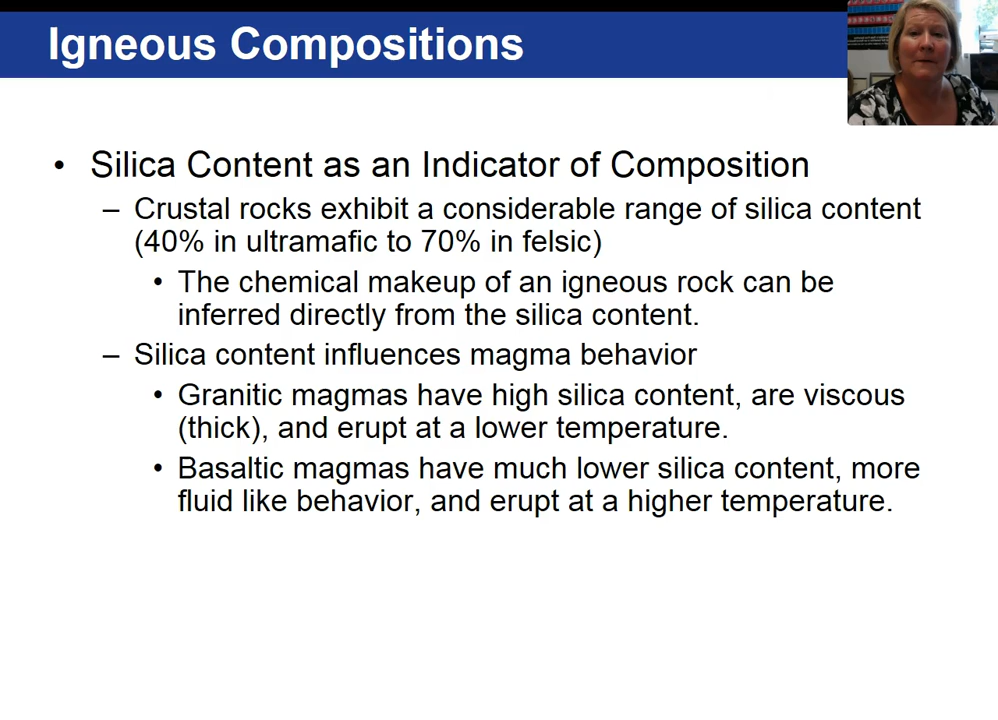 Igneous Compositions
• Silica Content as an Indicator of Composition
– Crustal rocks exhibit a considerable range of silica content
(40% in ultramafic to 70% in felsic)
• The chemical makeup of an igneous rock can be
inferred directly from the silica content.
– Silica content influences magma behavior
• Granitic magmas have high silica content, are viscous
(thick), and erupt at a lower temperature.
• Basaltic magmas have much lower silica content, more
fluid like behavior, and erupt at a higher temperature.